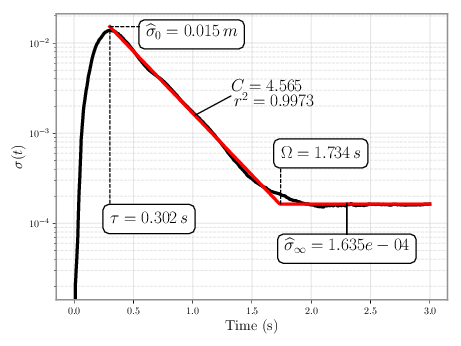 σ̂₀ = 0.015 m
C = 4.565
r² = 0.9973
Ω = 1.734 s
τ = 0.302 s
σ̂∞ = 1.635e − 04
10⁻²
10⁻³
10⁻⁴
σ(t)
0.0 0.5 1.0 1.5 2.0 2.5 3.0
Time (s)